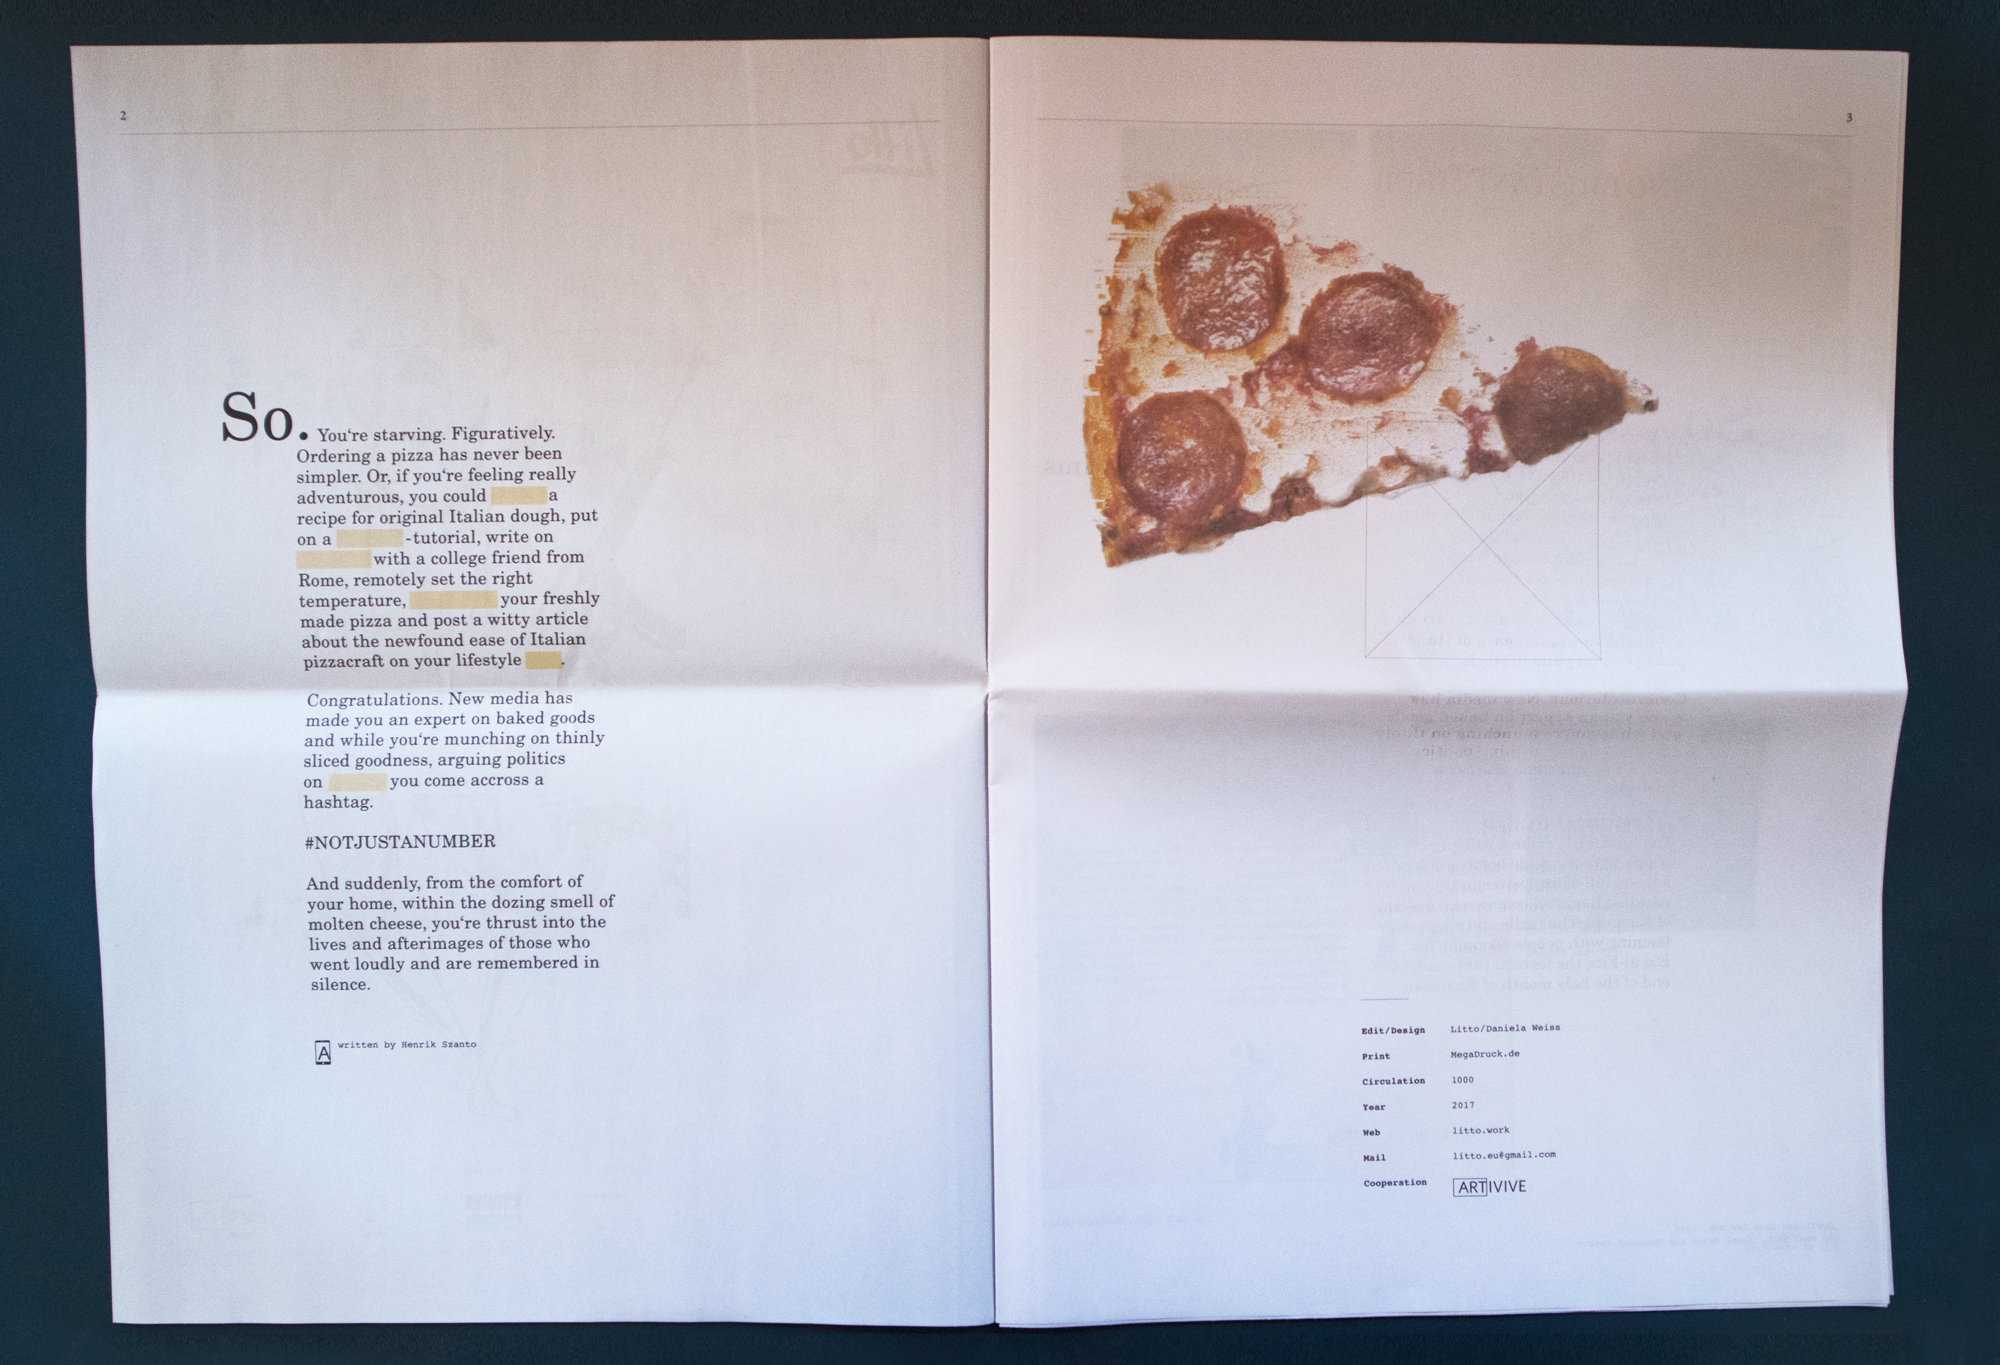 2
So. You‘re starving. Figuratively.
Ordering a pizza has never been
simpler. Or, if you‘re feeling really
adventurous, you could a
recipe for original Italian dough, put
on a -tutorial, write on
with a college friend from
Rome, remotely set the right
temperature, your freshly
made pizza and post a witty article
about the newfound ease of Italian
pizzacraft on your lifestyle .
Congratulations. New media has
made you an expert on baked goods
and while you‘re munching on thinly
sliced goodness, arguing politics
on you come accross a
hashtag.
#NOTJUSTANUMBER
And suddenly, from the comfort of
your home, within the dozing smell of
molten cheese, you‘re thrust into the
lives and afterimages of those who
went loudly and are remembered in
silence.
A written by Henrik Szanto
3
Edit/Design Litto/Daniela Weiss
Print MegaDruck.de
Circulation 1000
Year 2017
Web litto.work
Mail litto.eu@gmail.com
Cooperation ARTIVIVE